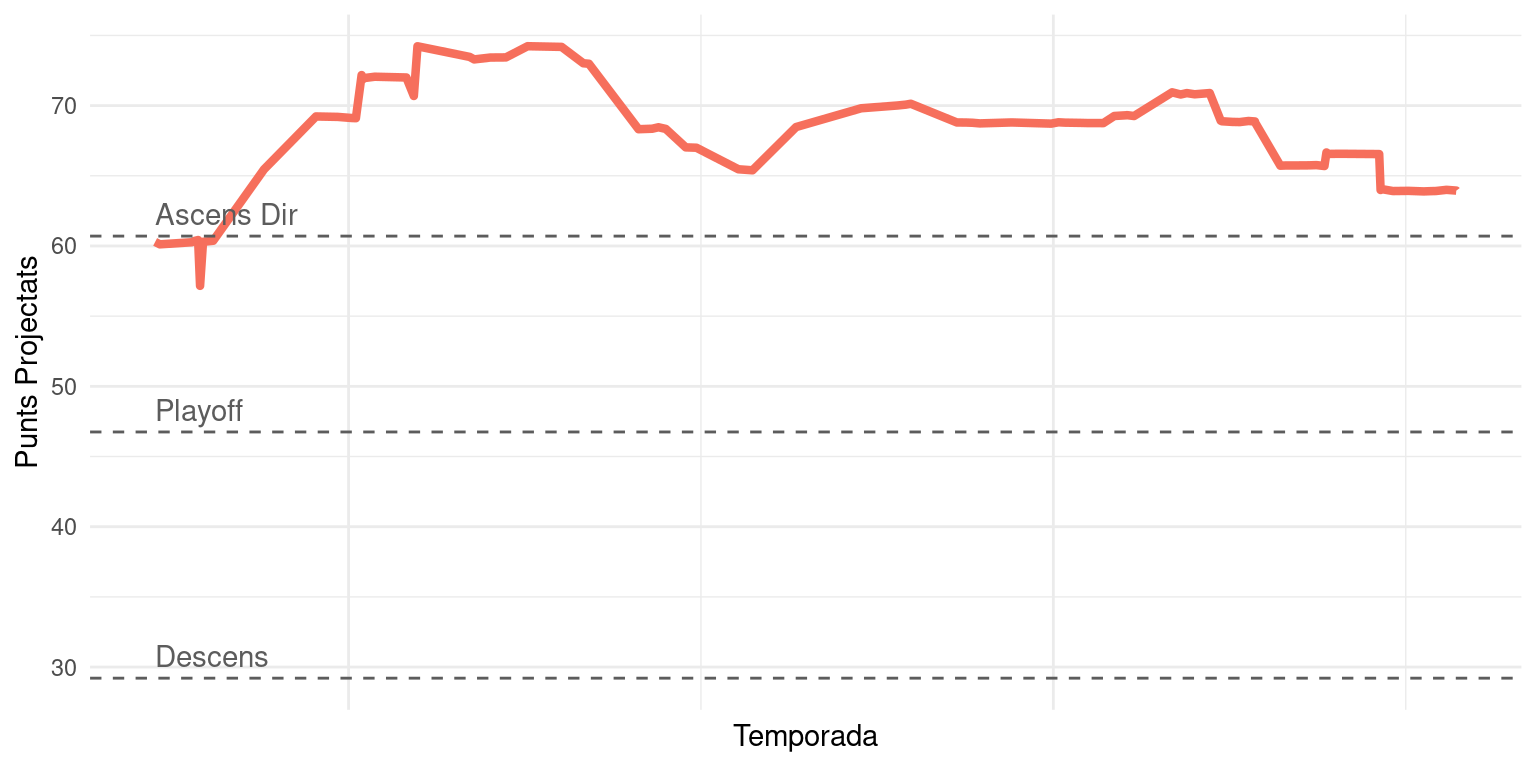 70
Ascens Dir
60
Punts Projectats
50
Playoff
40
Descens
30
Temporada